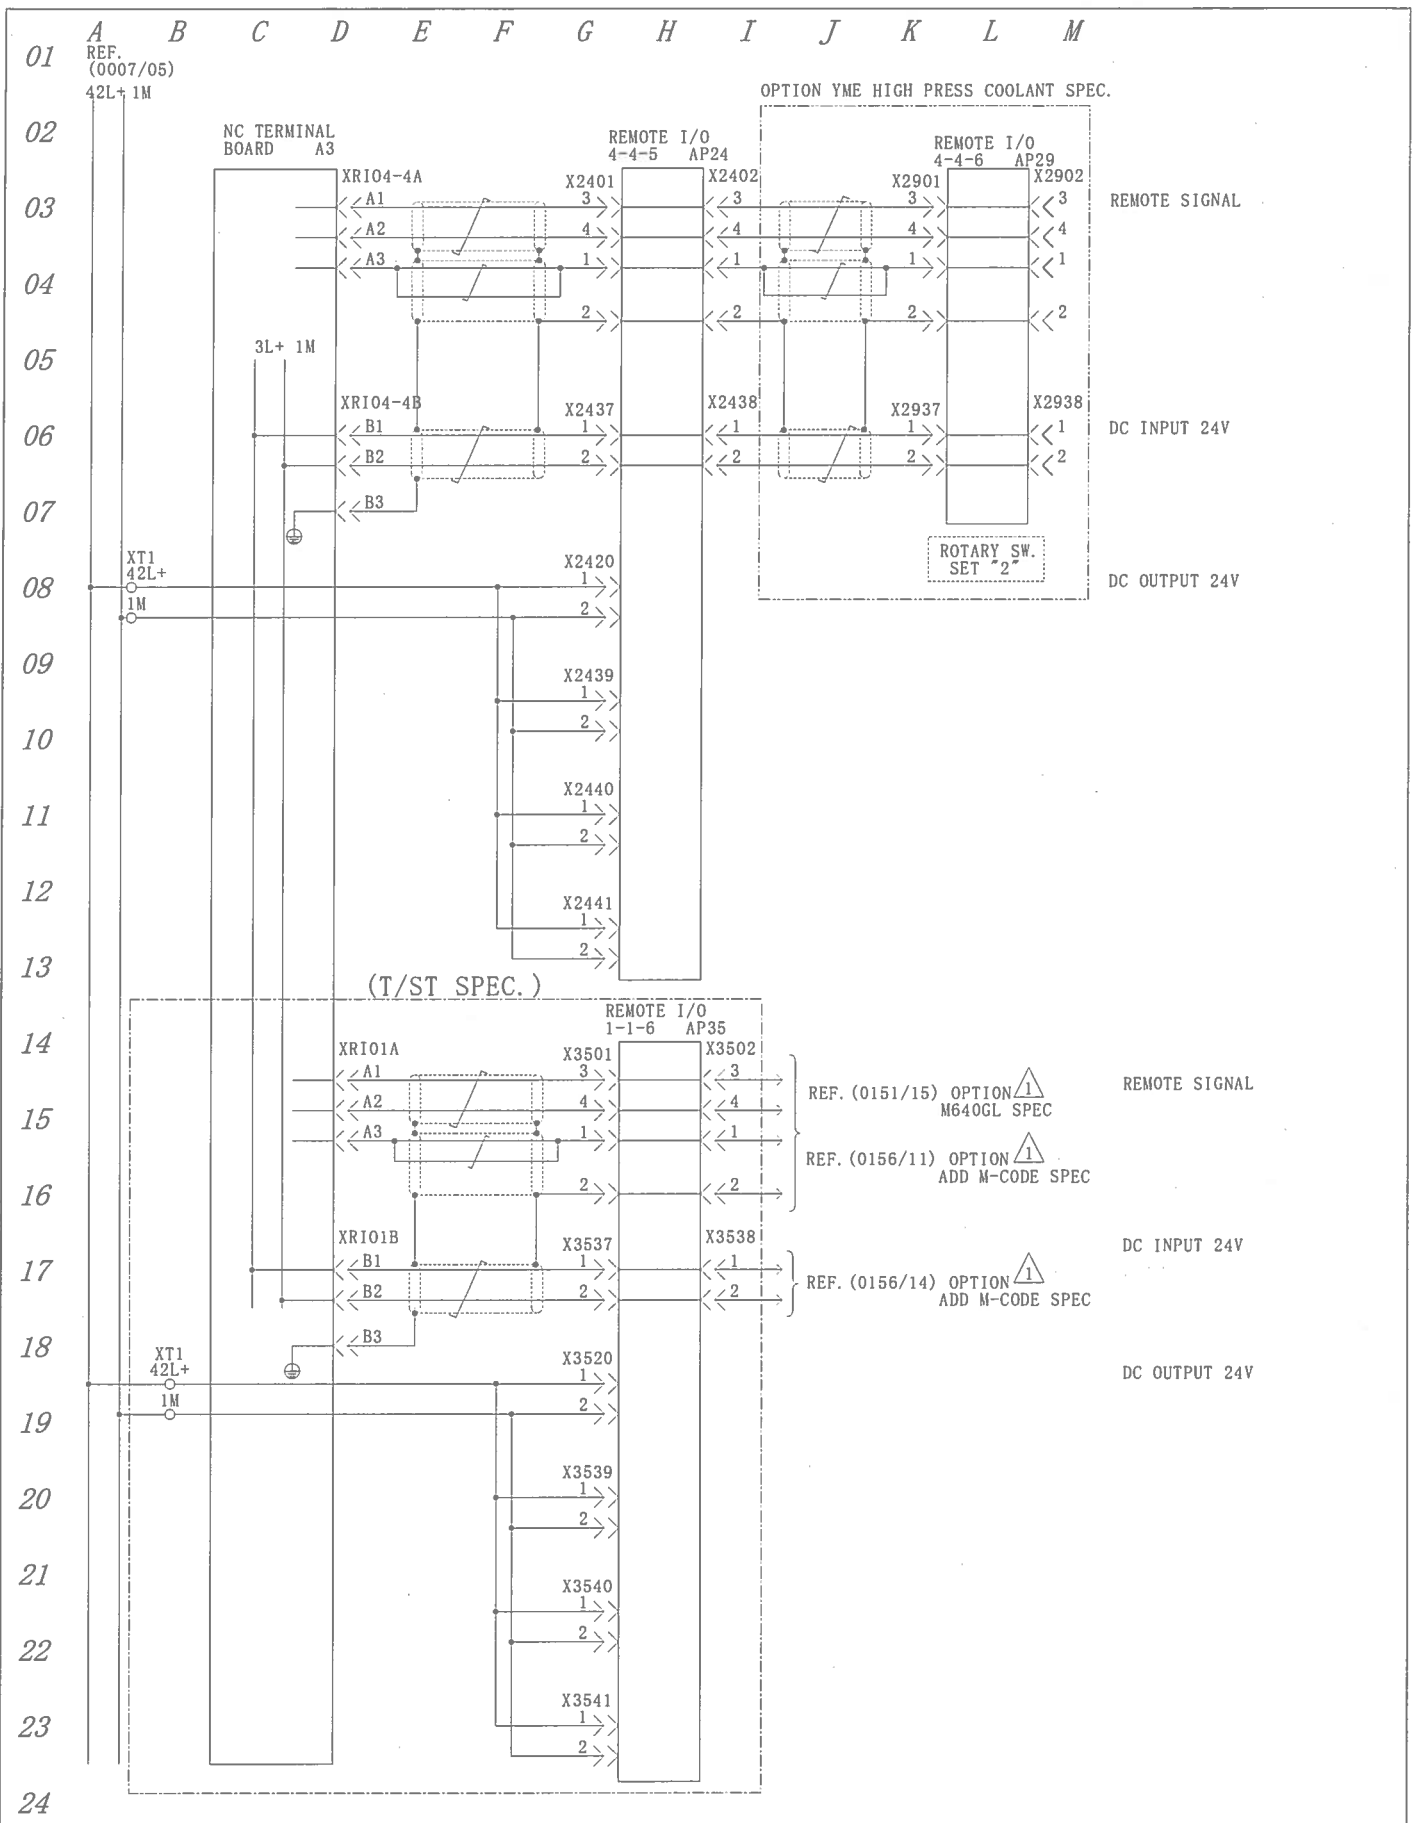 A B C D E F G H I J K L M
01
REF.
(0007/05)
42L+ 1M
OPTION YME HIGH PRESS COOLANT SPEC.
02
NC TERMINAL
BOARD A3
REMOTE I/O
4-4-5 AP24
REMOTE I/O
4-4-6 AP29
XRIO4-4A
X2401
X2402
X2901
X2902
03
A1
3
3
3
3
REMOTE SIGNAL
A2
4
4
4
4
A3
1
1
1
1
04
2
2
2
2
05
3L+ 1M
XRIO4-4B
X2437
X2438
X2937
X2938
06
B1
1
1
1
1
DC INPUT 24V
B2
2
2
2
2
07
B3
ROTARY SW.
SET "2"
XT1
42L+
X2420
08
1
DC OUTPUT 24V
1M
2
09
X2439
1
2
10
X2440
11
1
2
12
X2441
1
2
13
(T/ST SPEC.)
REMOTE I/O
1-1-6 AP35
14
XRIO1A
X3501
X3502
A1
3
3
REMOTE SIGNAL
REF. (0151/15) OPTION 1
M640GL SPEC
15
A2
4
4
A3
1
1
REF. (0156/11) OPTION 1
ADD M-CODE SPEC
16
2
2
XRIO1B
X3537
X3538
DC INPUT 24V
17
B1
1
1
REF. (0156/14) OPTION 1
ADD M-CODE SPEC
B2
2
2
18
B3
XT1
42L+
X3520
1
DC OUTPUT 24V
1M
2
19
X3539
20
1
2
21
X3540
1
2
22
X3541
23
1
2
24